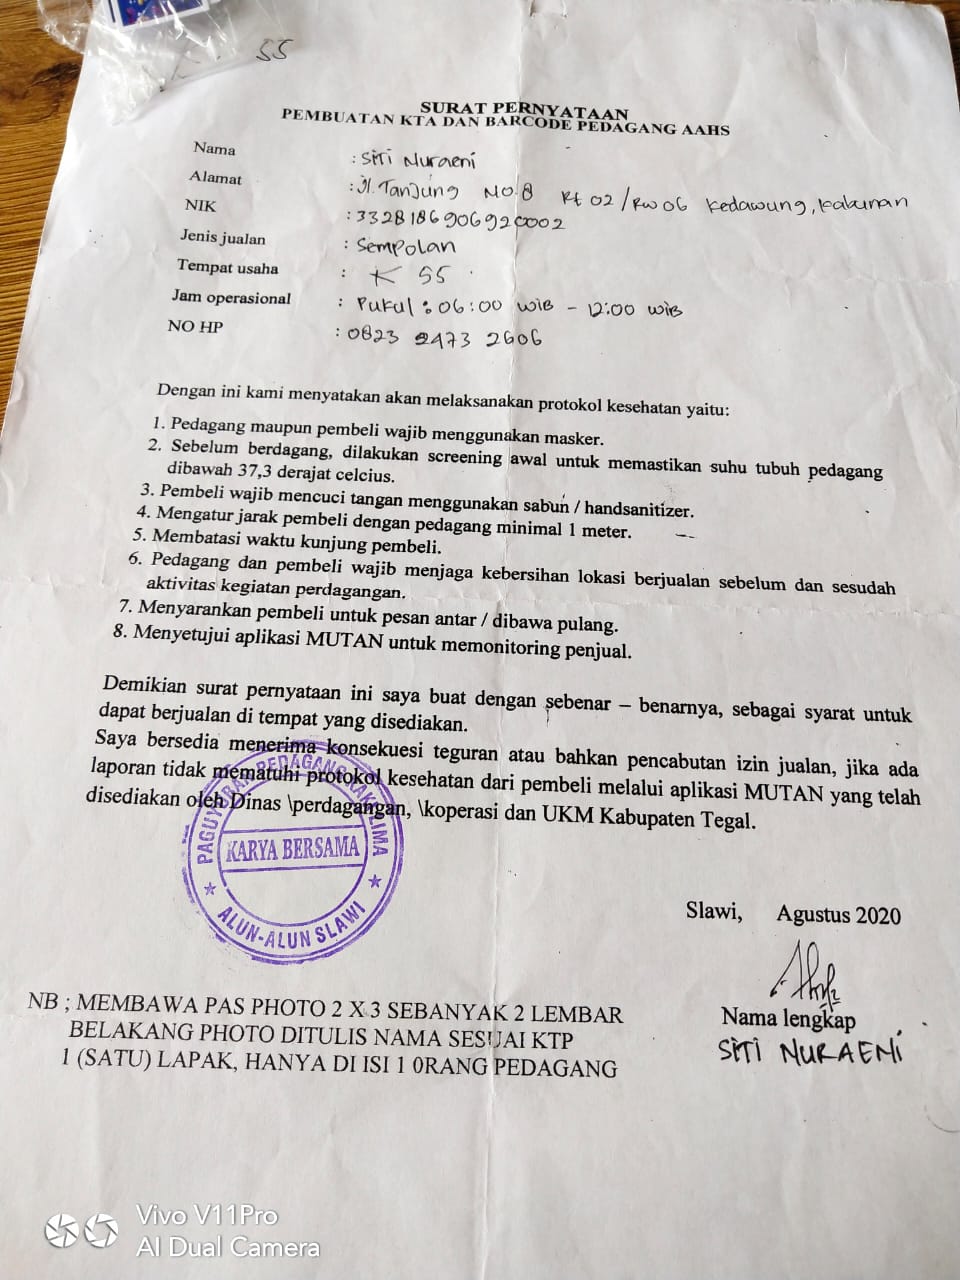 55
SURAT PERNYATAAN
PEMBUATAN KTA DAN BARCODE PEDAGANG AAHS
Nama : Siti Nuraeni
Alamat : Jl. Tanjung No.8 Rt 02/RW 06 Kedawung, Kabunan
NIK : 3328186906920002
Jenis jualan : Sempolan
Tempat usaha : K 55
Jam operasional : Pukul : 06:00 WIB - 12:00 WIB
NO HP : 0823 2473 2606
Dengan ini kami menyatakan akan melaksanakan protokol kesehatan yaitu:
1. Pedagang maupun pembeli wajib menggunakan masker.
2. Sebelum berdagang, dilakukan screening awal untuk memastikan suhu tubuh pedagang
dibawah 37,3 derajat celcius.
3. Pembeli wajib mencuci tangan menggunakan sabun / handsanitizer.
4. Mengatur jarak pembeli dengan pedagang minimal 1 meter.
5. Membatasi waktu kunjung pembeli.
6. Pedagang dan pembeli wajib menjaga kebersihan lokasi berjualan sebelum dan sesudah
aktivitas kegiatan perdagangan.
7. Menyarankan pembeli untuk pesan antar / dibawa pulang.
8. Menyetujui aplikasi MUTAN untuk memonitoring penjual.
Demikian surat pernyataan ini saya buat dengan sebenar – benarnya, sebagai syarat untuk
dapat berjualan di tempat yang disediakan.
Saya bersedia menerima konsekuesi teguran atau bahkan pencabutan izin jualan, jika ada
laporan tidak mematuhi protokol kesehatan dari pembeli melalui aplikasi MUTAN yang telah
disediakan oleh Dinas \perdagangan, \koperasi dan UKM Kabupaten Tegal.
PAGUYUBAN PEDAGANG KAKI LIMA
KARYA BERSAMA
ALUN-ALUN SLAWI
Slawi, Agustus 2020
Nama lengkap
SITI NURAENI
NB ; MEMBAWA PAS PHOTO 2 X 3 SEBANYAK 2 LEMBAR
BELAKANG PHOTO DITULIS NAMA SESUAI KTP
1 (SATU) LAPAK, HANYA DI ISI 1 0RANG PEDAGANG
Vivo V11Pro
AI Dual Camera